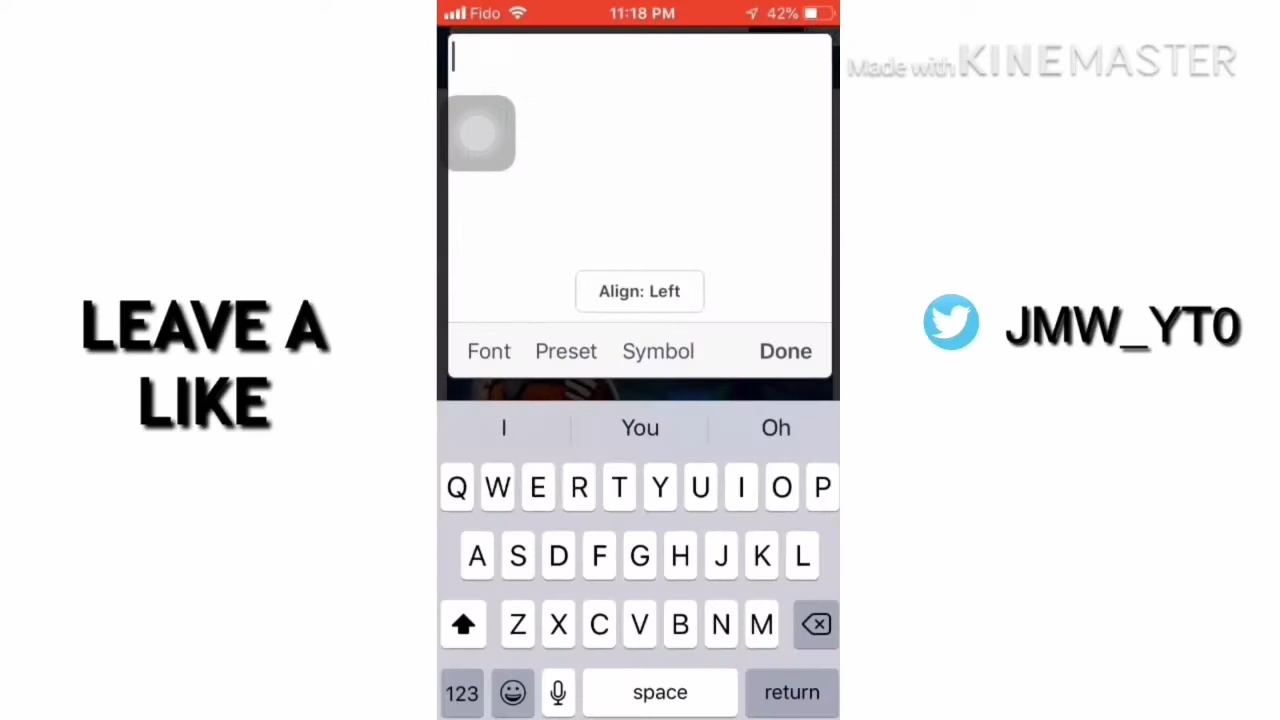 Fido 11:18 PM 42%
Made with KINEMASTER
Align: Left
Font Preset Symbol Done
LEAVE A
LIKE
JMW_YT0
I You Oh
Q W E R T Y U I O P
A S D F G H J K L
Z X C V B N M
123 space return